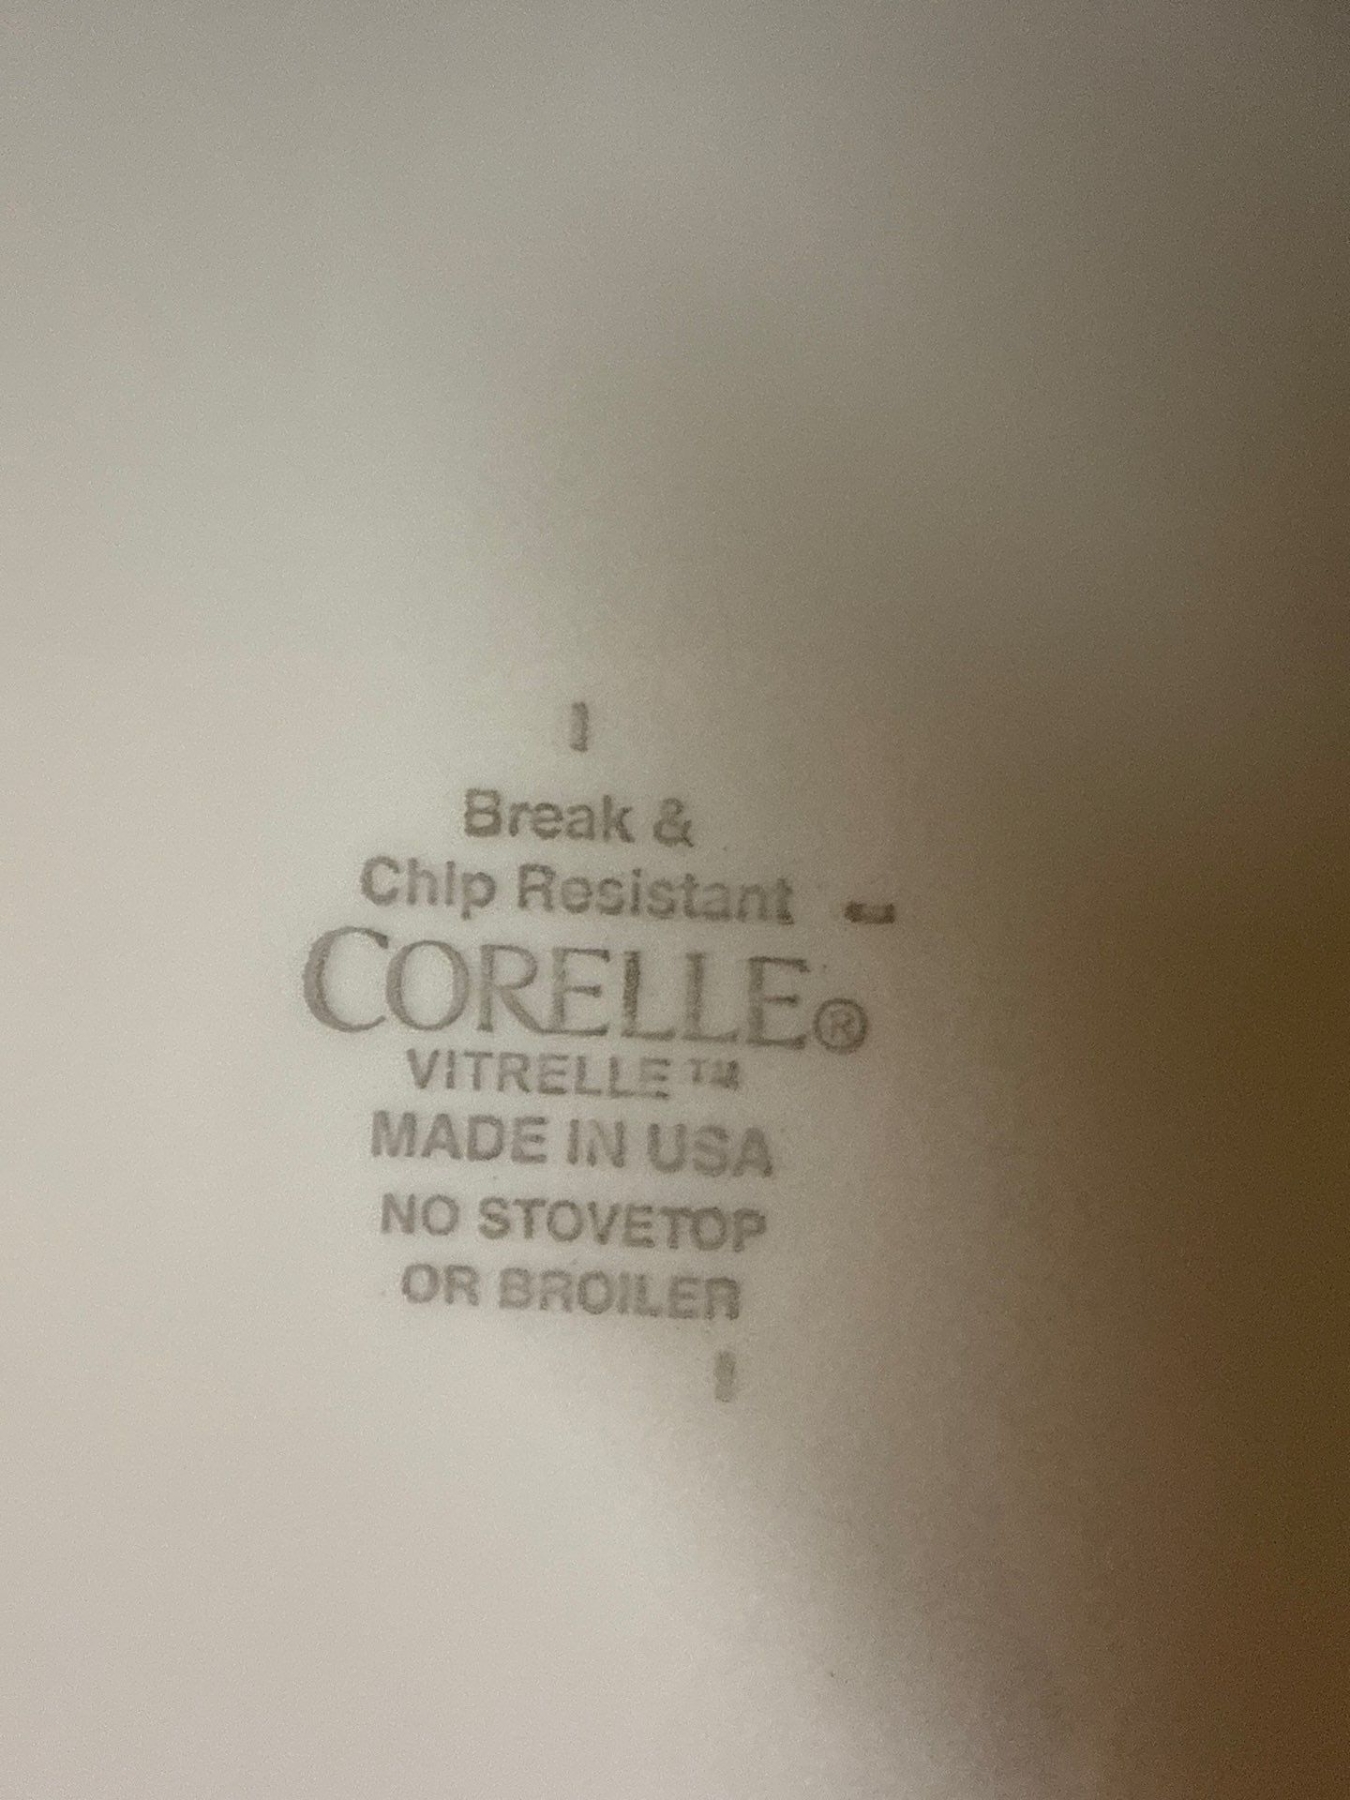 Break &
Chip Resistant
CORELLE®
VITRELLE™
MADE IN USA
NO STOVETOP
OR BROILER